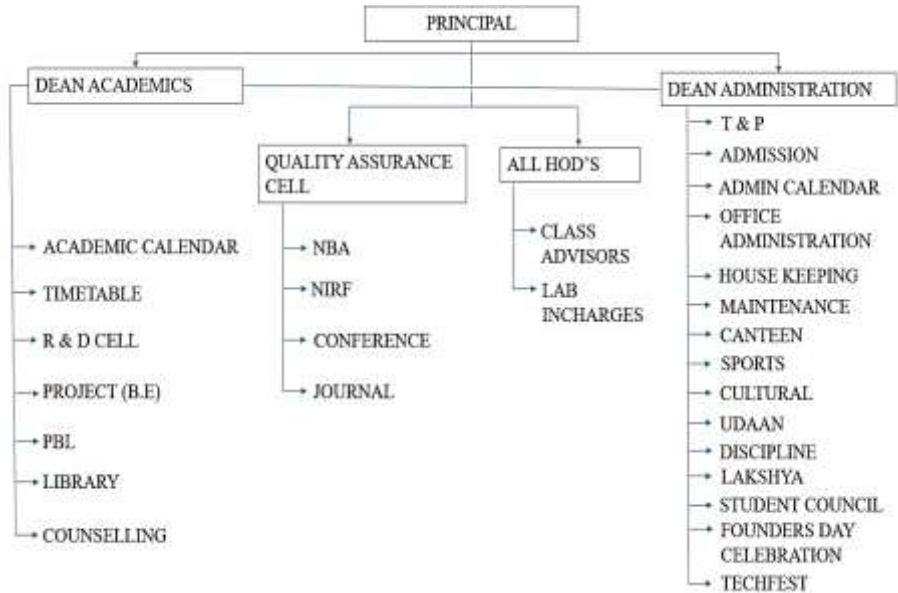 PRINCIPAL
DEAN ACADEMICS
DEAN ADMINISTRATION
QUALITY ASSURANCE
CELL
ALL HOD'S
ACADEMIC CALENDAR
TIMETABLE
R & D CELL
PROJECT (B.E)
PBL
LIBRARY
COUNSELLING
NBA
NIRF
CONFERENCE
JOURNAL
CLASS
ADVISORS
LAB
INCHARGES
T & P
ADMISSION
ADMIN CALENDAR
OFFICE
ADMINISTRATION
HOUSE KEEPING
MAINTENANCE
CANTEEN
SPORTS
CULTURAL
UDAAN
DISCIPLINE
LAKSHYA
STUDENT COUNCIL
FOUNDERS DAY
CELEBRATION
TECHFEST